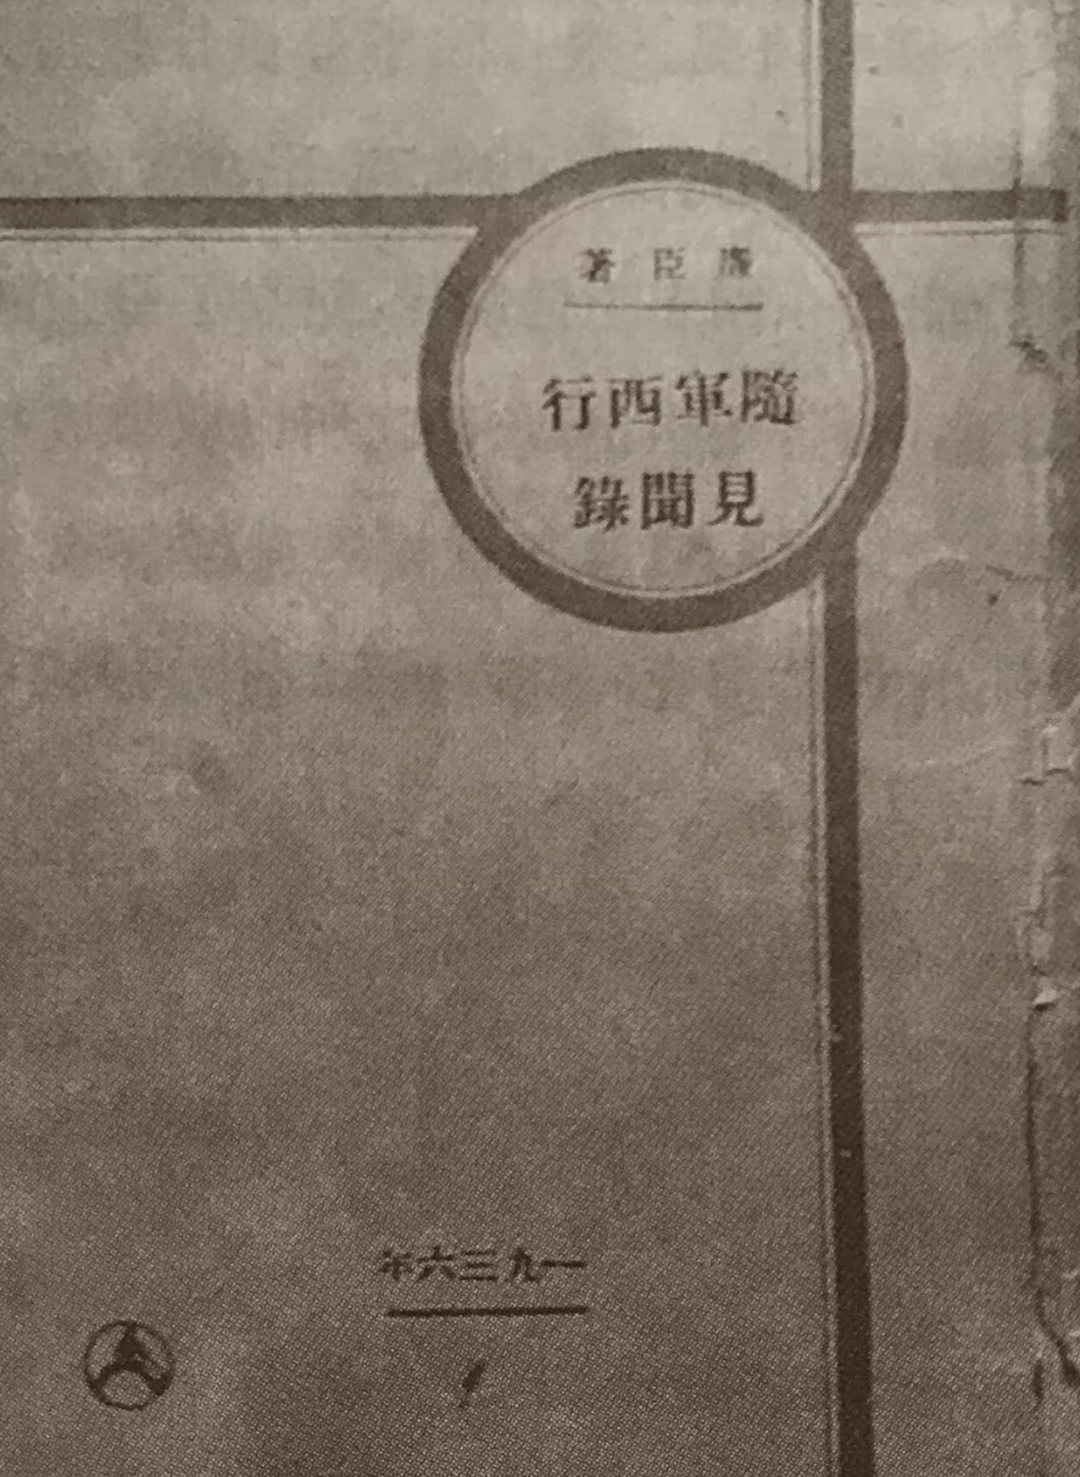 廉臣著
隨軍西行
見聞錄
一九三六年